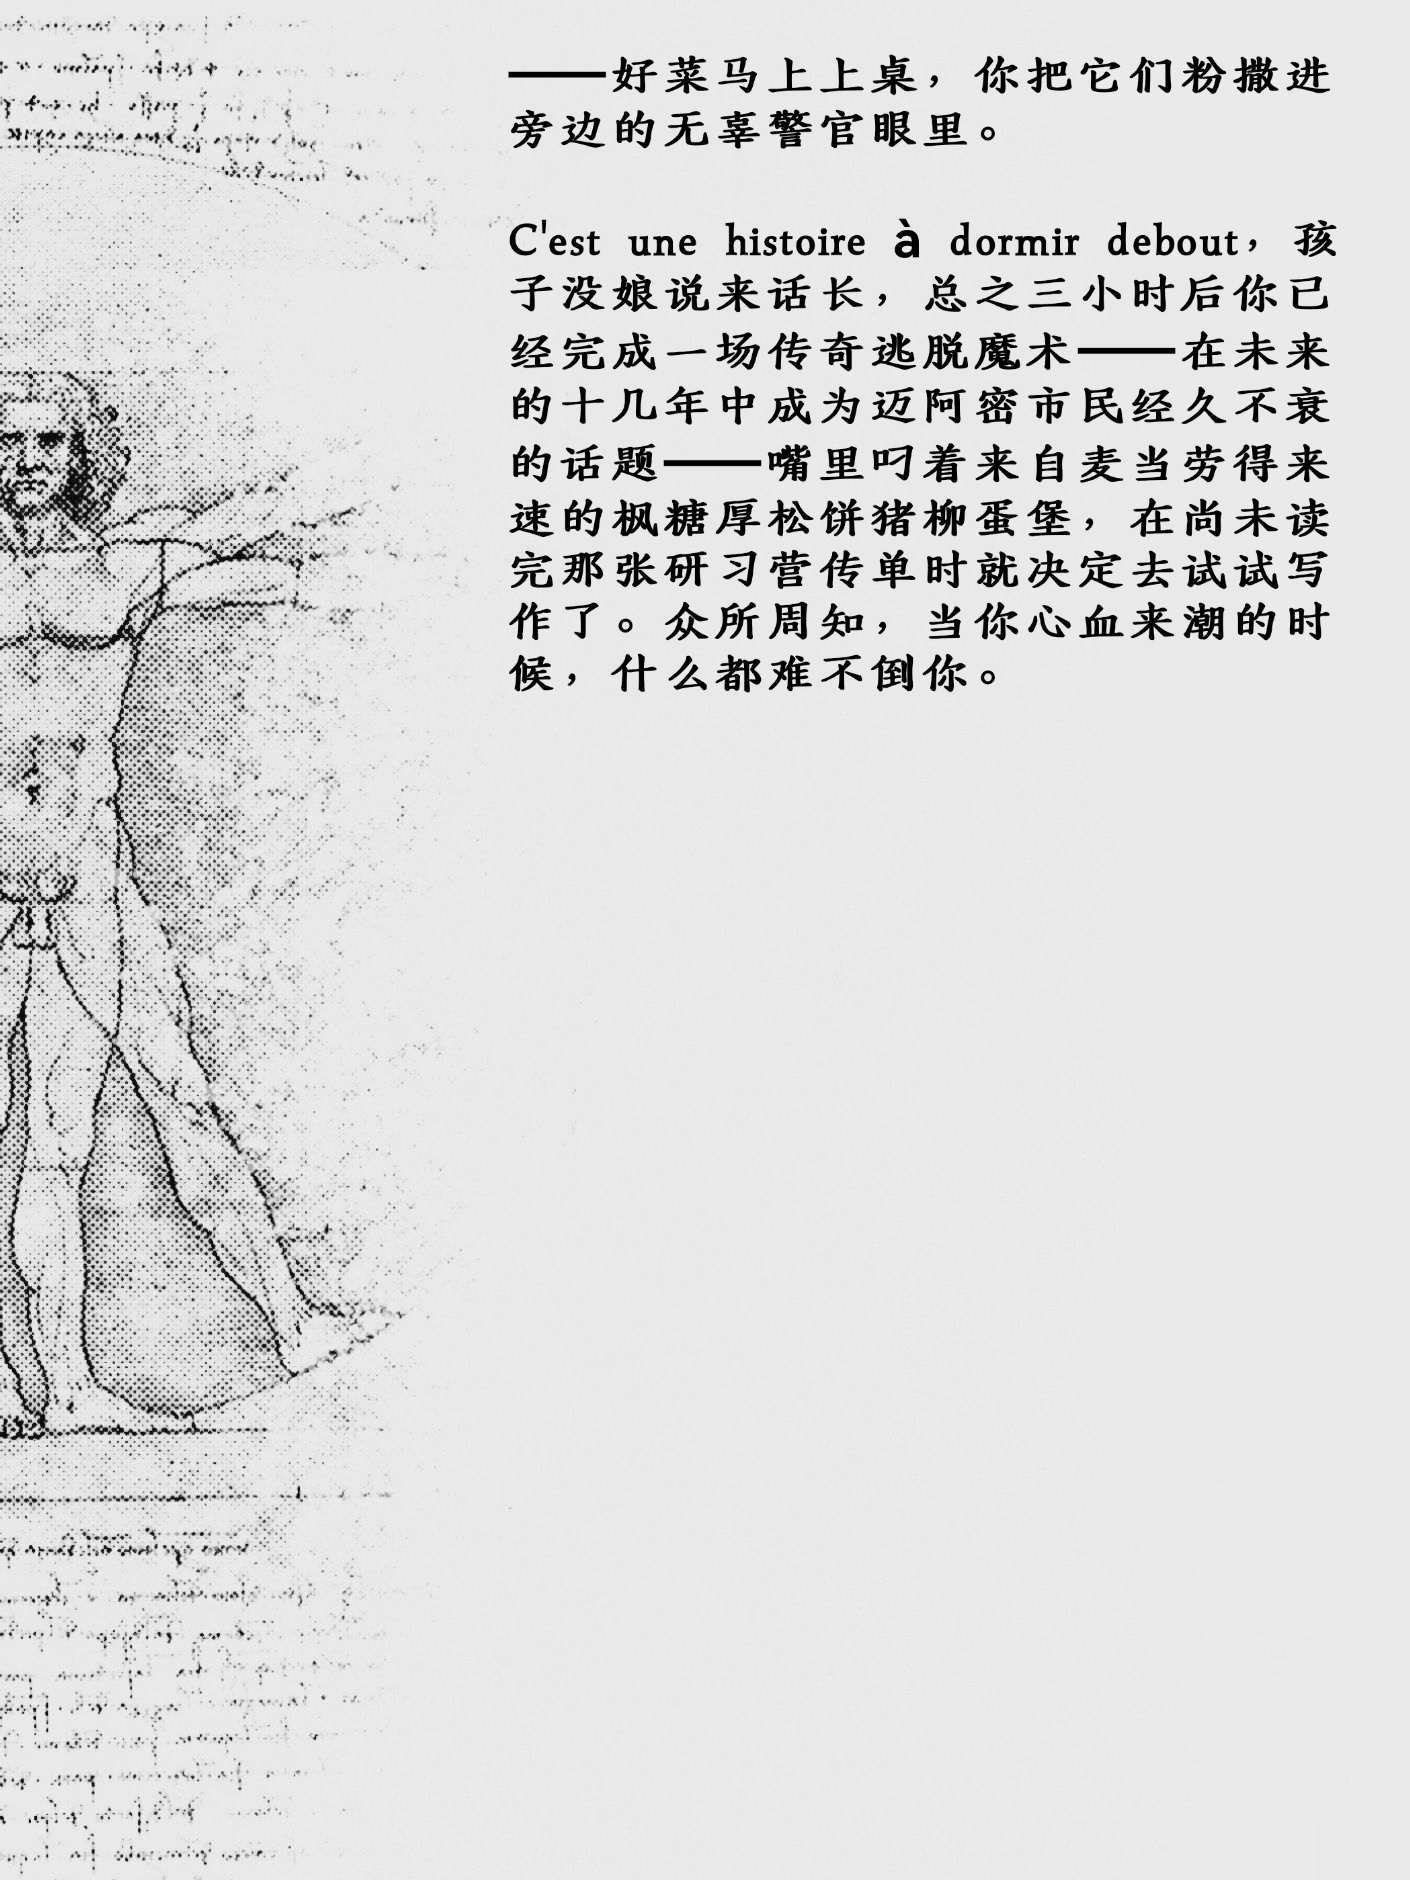 ——好菜马上上桌，你把它们粉撒进
旁边的无辜警官眼里。
C'est une histoire à dormir debout，孩
子没娘说来话长，总之三小时后你已
经完成一场传奇逃脱魔术——在未来
的十几年中成为迈阿密市民经久不衰
的话题——嘴里叼着来自麦当劳得来
速的枫糖厚松饼猪柳蛋堡，在尚未读
完那张研习营传单时就决定去试试写
作了。众所周知，当你心血来潮的时
候，什么都难不倒你。